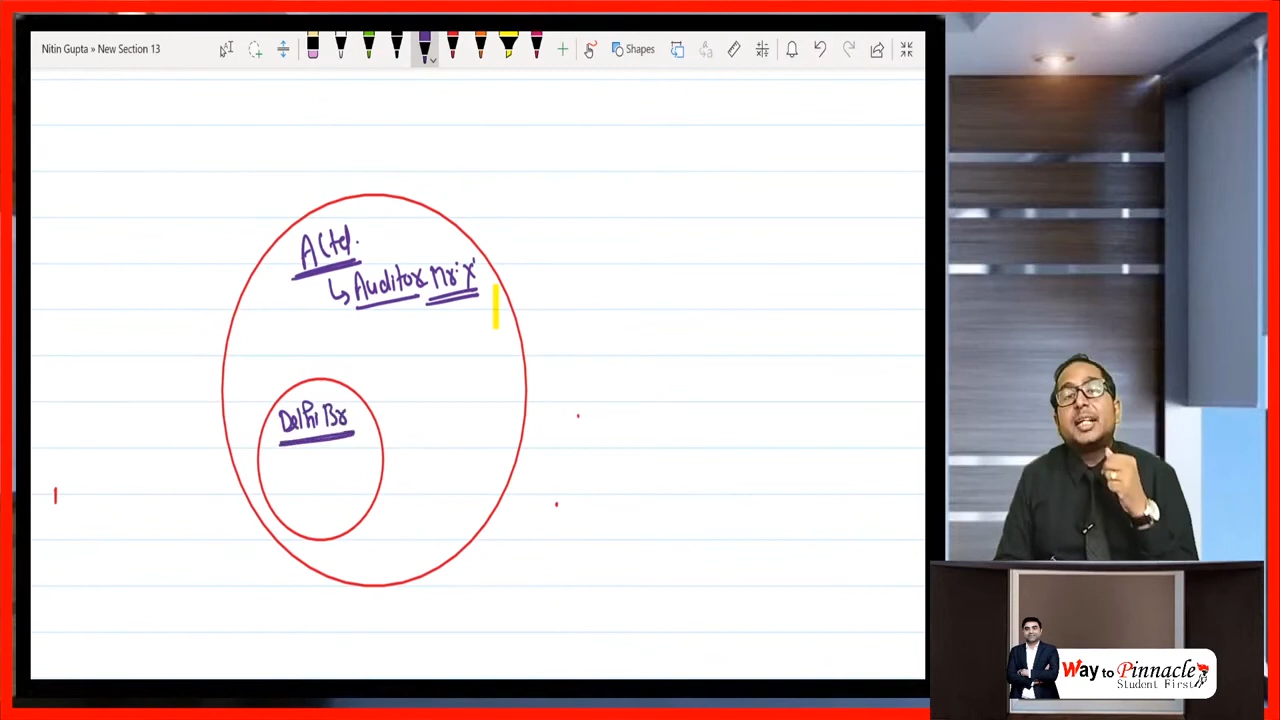 Nitin Gupta » New Section 13
Shapes
A Ltd.
↳ Auditor Mr. 'X'
Delhi Br
Way to Pinnacle
Student First